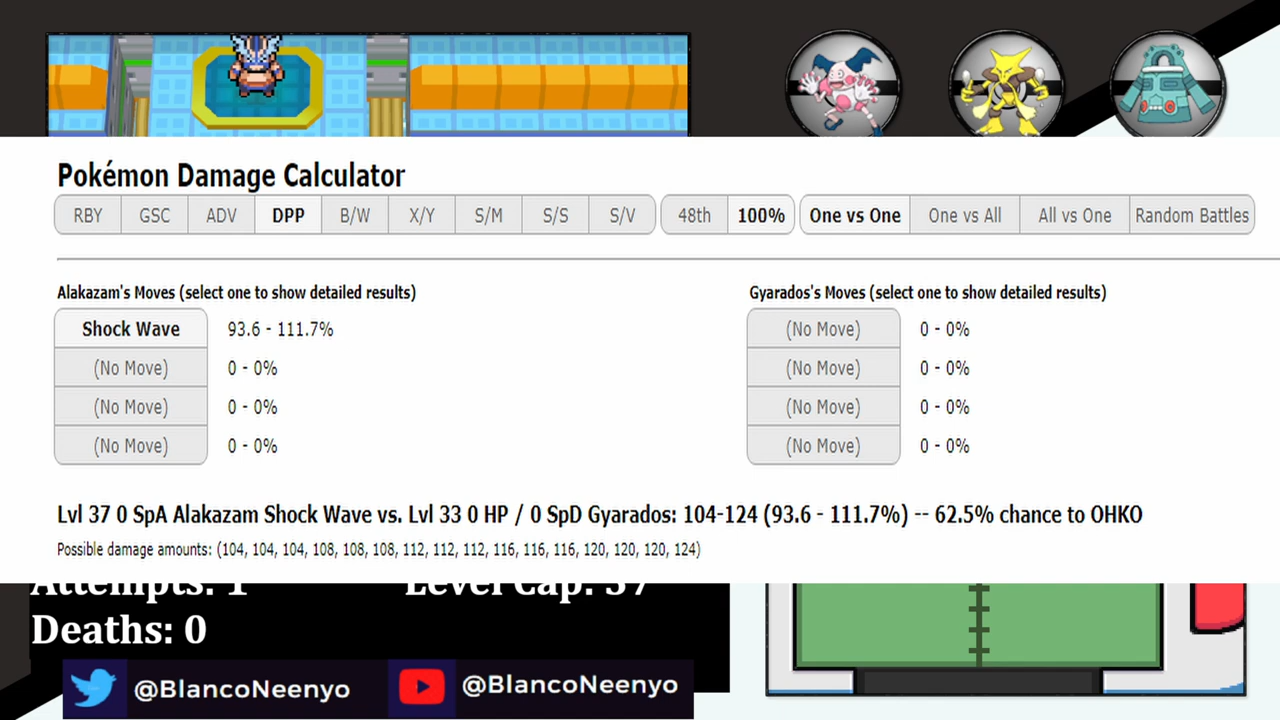 Pokémon Damage Calculator
RBY GSC ADV DPP B/W X/Y S/M S/S S/V 48th 100% One vs One One vs All All vs One Random Battles
Alakazam's Moves (select one to show detailed results)
Shock Wave 93.6 - 111.7%
(No Move) 0 - 0%
(No Move) 0 - 0%
(No Move) 0 - 0%
Gyarados's Moves (select one to show detailed results)
(No Move) 0 - 0%
(No Move) 0 - 0%
(No Move) 0 - 0%
(No Move) 0 - 0%
Lvl 37 0 SpA Alakazam Shock Wave vs. Lvl 33 0 HP / 0 SpD Gyarados: 104-124 (93.6 - 111.7%) -- 62.5% chance to OHKO
Possible damage amounts: (104, 104, 104, 108, 108, 108, 112, 112, 112, 116, 116, 116, 120, 120, 120, 124)
Attempts: 1 Level Cap: 37
Deaths: 0
@BlancoNeenyo @BlancoNeenyo